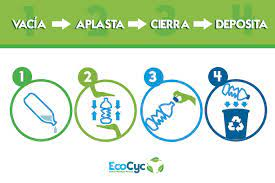 VACÍA APLASTA CIERRA DEPOSITA
1 2 3 4
EcoCyc